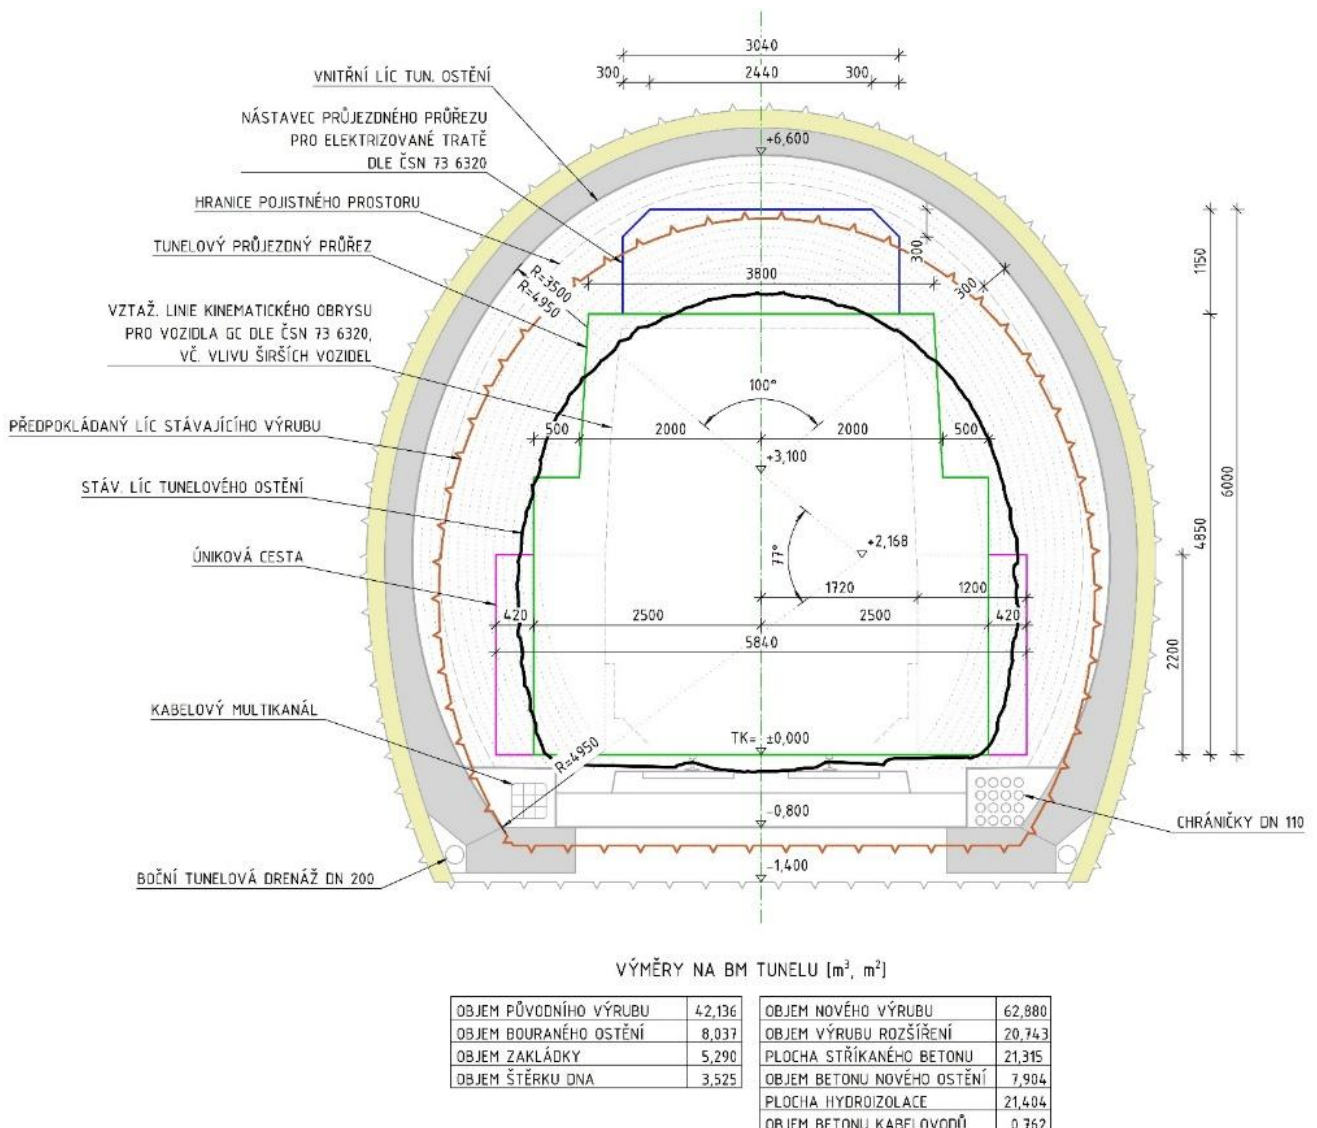 3040
300 2440 300
VNITŘNÍ LÍC TUN. OSTĚNÍ
NÁSTAVEC PRŮJEZDNÉHO PRŮŘEZU
PRO ELEKTRIZOVANÉ TRATĚ
DLE ČSN 73 6320
+6,600
HRANICE POJISTNÉHO PROSTORU
TUNELOVÝ PRŮJEZDNÝ PRŮŘEZ
R=3500
R=4950
3800
300
300
1150
VZTAŽ. LINIE KINEMATICKÉHO OBRYSU
PRO VOZIDLA GC DLE ČSN 73 6320,
VČ. VLIVU ŠIRŠÍCH VOZIDEL
100°
PŘEDPOKLÁDANÝ LÍC STÁVAJÍCÍHO VÝRUBU
500 2000 2000 500
+3,100
6000
4850
STÁV. LÍC TUNELOVÉHO OSTĚNÍ
77°
+2,168
ÚNIKOVÁ CESTA
1720 1200
420 2500 2500 420
5840
2200
KABELOVÝ MULTIKANÁL
TK= ±0,000
R=4950
-0,800
CHRÁNIČKY DN 110
-1,400
BOČNÍ TUNELOVÁ DRENÁŽ DN 200
VÝMĚRY NA BM TUNELU [m³, m²]
OBJEM PŮVODNÍHO VÝRUBU 42,136
OBJEM BOURANÉHO OSTĚNÍ 8,037
OBJEM ZAKLÁDKY 5,290
OBJEM ŠTĚRKU DNA 3,525
OBJEM NOVÉHO VÝRUBU 62,880
OBJEM VÝRUBU ROZŠÍŘENÍ 20,743
PLOCHA STŘÍKANÉHO BETONU 21,315
OBJEM BETONU NOVÉHO OSTĚNÍ 7,904
PLOCHA HYDROIZOLACE 21,404
OBJEM BETONU KABELOVODŮ 0,762